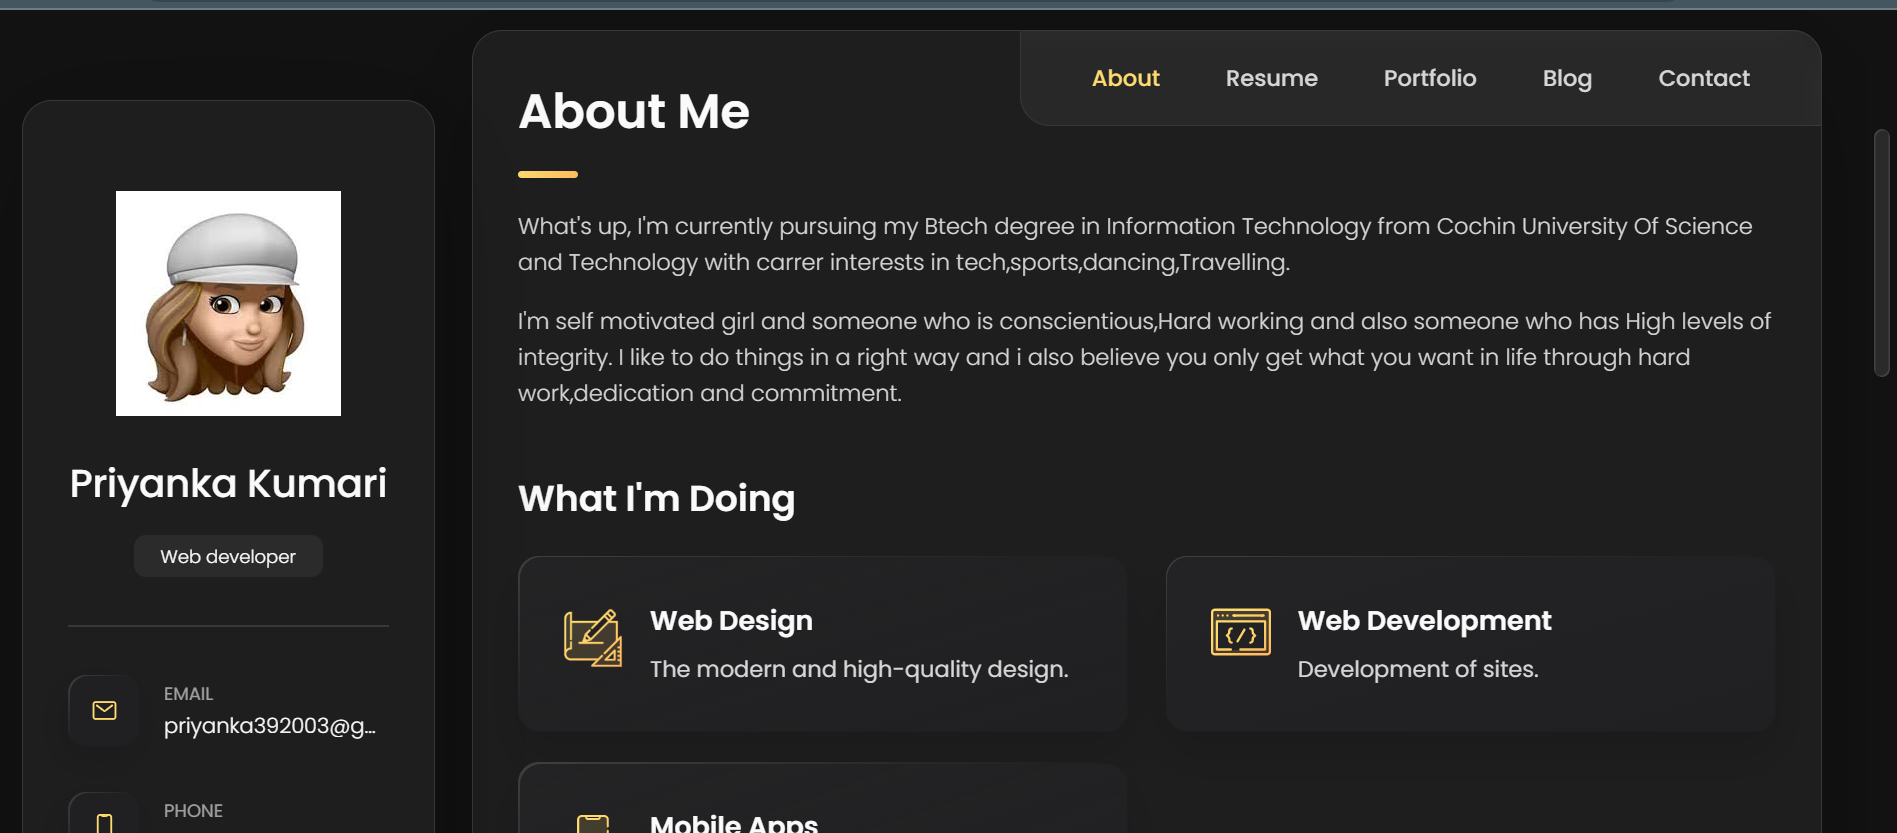 About
Resume
Portfolio
Blog
Contact
About Me
What's up, I'm currently pursuing my Btech degree in Information Technology from Cochin University Of Science
and Technology with carrer interests in tech,sports,dancing,Travelling.
I'm self motivated girl and someone who is conscientious,Hard working and also someone who has High levels of
integrity. I like to do things in a right way and i also believe you only get what you want in life through hard
work,dedication and commitment.
Priyanka Kumari
Web developer
EMAIL
priyanka392003@g...
PHONE
What I'm Doing
Web Design
The modern and high-quality design.
Web Development
Development of sites.
Mobile Apps